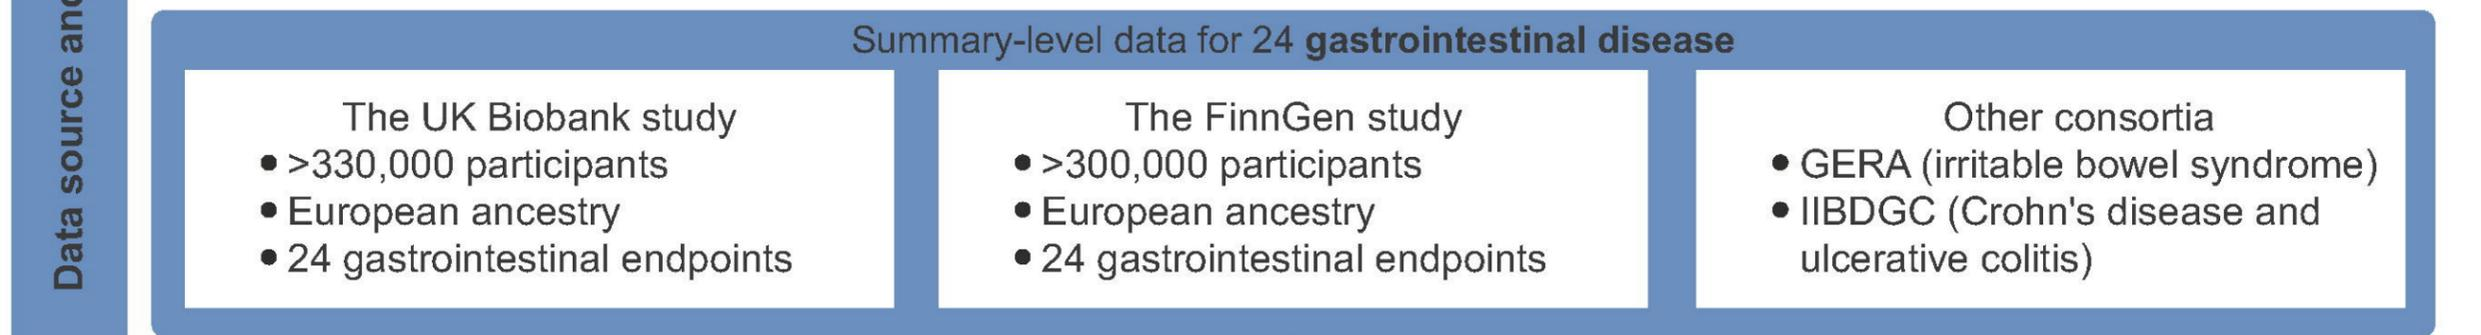 Data source and
Summary-level data for 24 gastrointestinal disease
The UK Biobank study
• >330,000 participants
• European ancestry
• 24 gastrointestinal endpoints
The FinnGen study
• >300,000 participants
• European ancestry
• 24 gastrointestinal endpoints
Other consortia
• GERA (irritable bowel syndrome)
• IIBDGC (Crohn's disease and
ulcerative colitis)